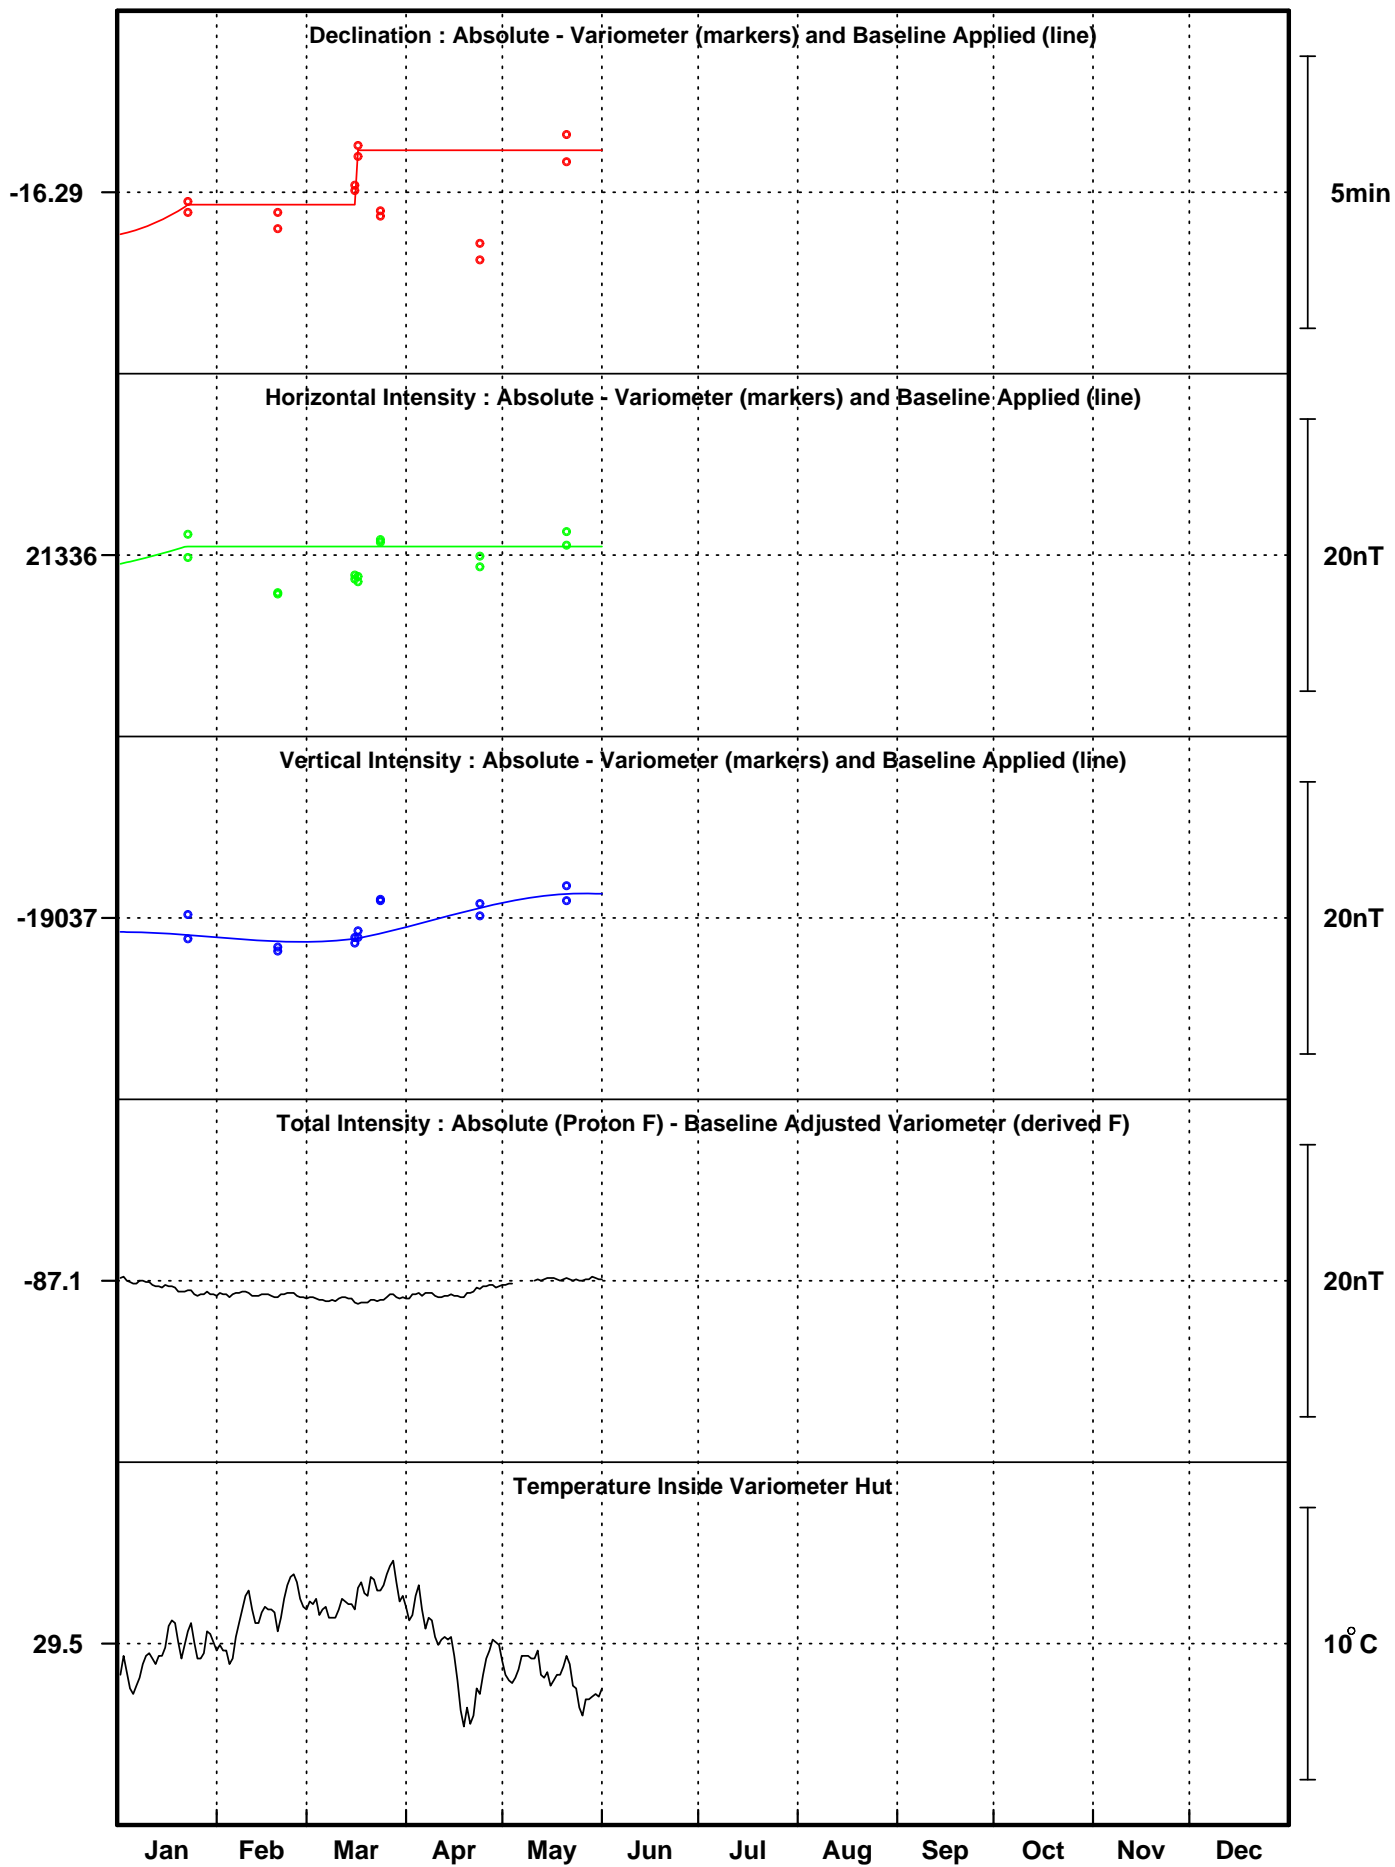 Declination : Absolute - Variometer (markers) and Baseline Applied (line)
-16.29
5min
Horizontal Intensity : Absolute - Variometer (markers) and Baseline Applied (line)
21336
20nT
Vertical Intensity : Absolute - Variometer (markers) and Baseline Applied (line)
-19037
20nT
Total Intensity : Absolute (Proton F) - Baseline Adjusted Variometer (derived F)
-87.1
20nT
Temperature Inside Variometer Hut
29.5
10°C
Jan Feb Mar Apr May Jun Jul Aug Sep Oct Nov Dec